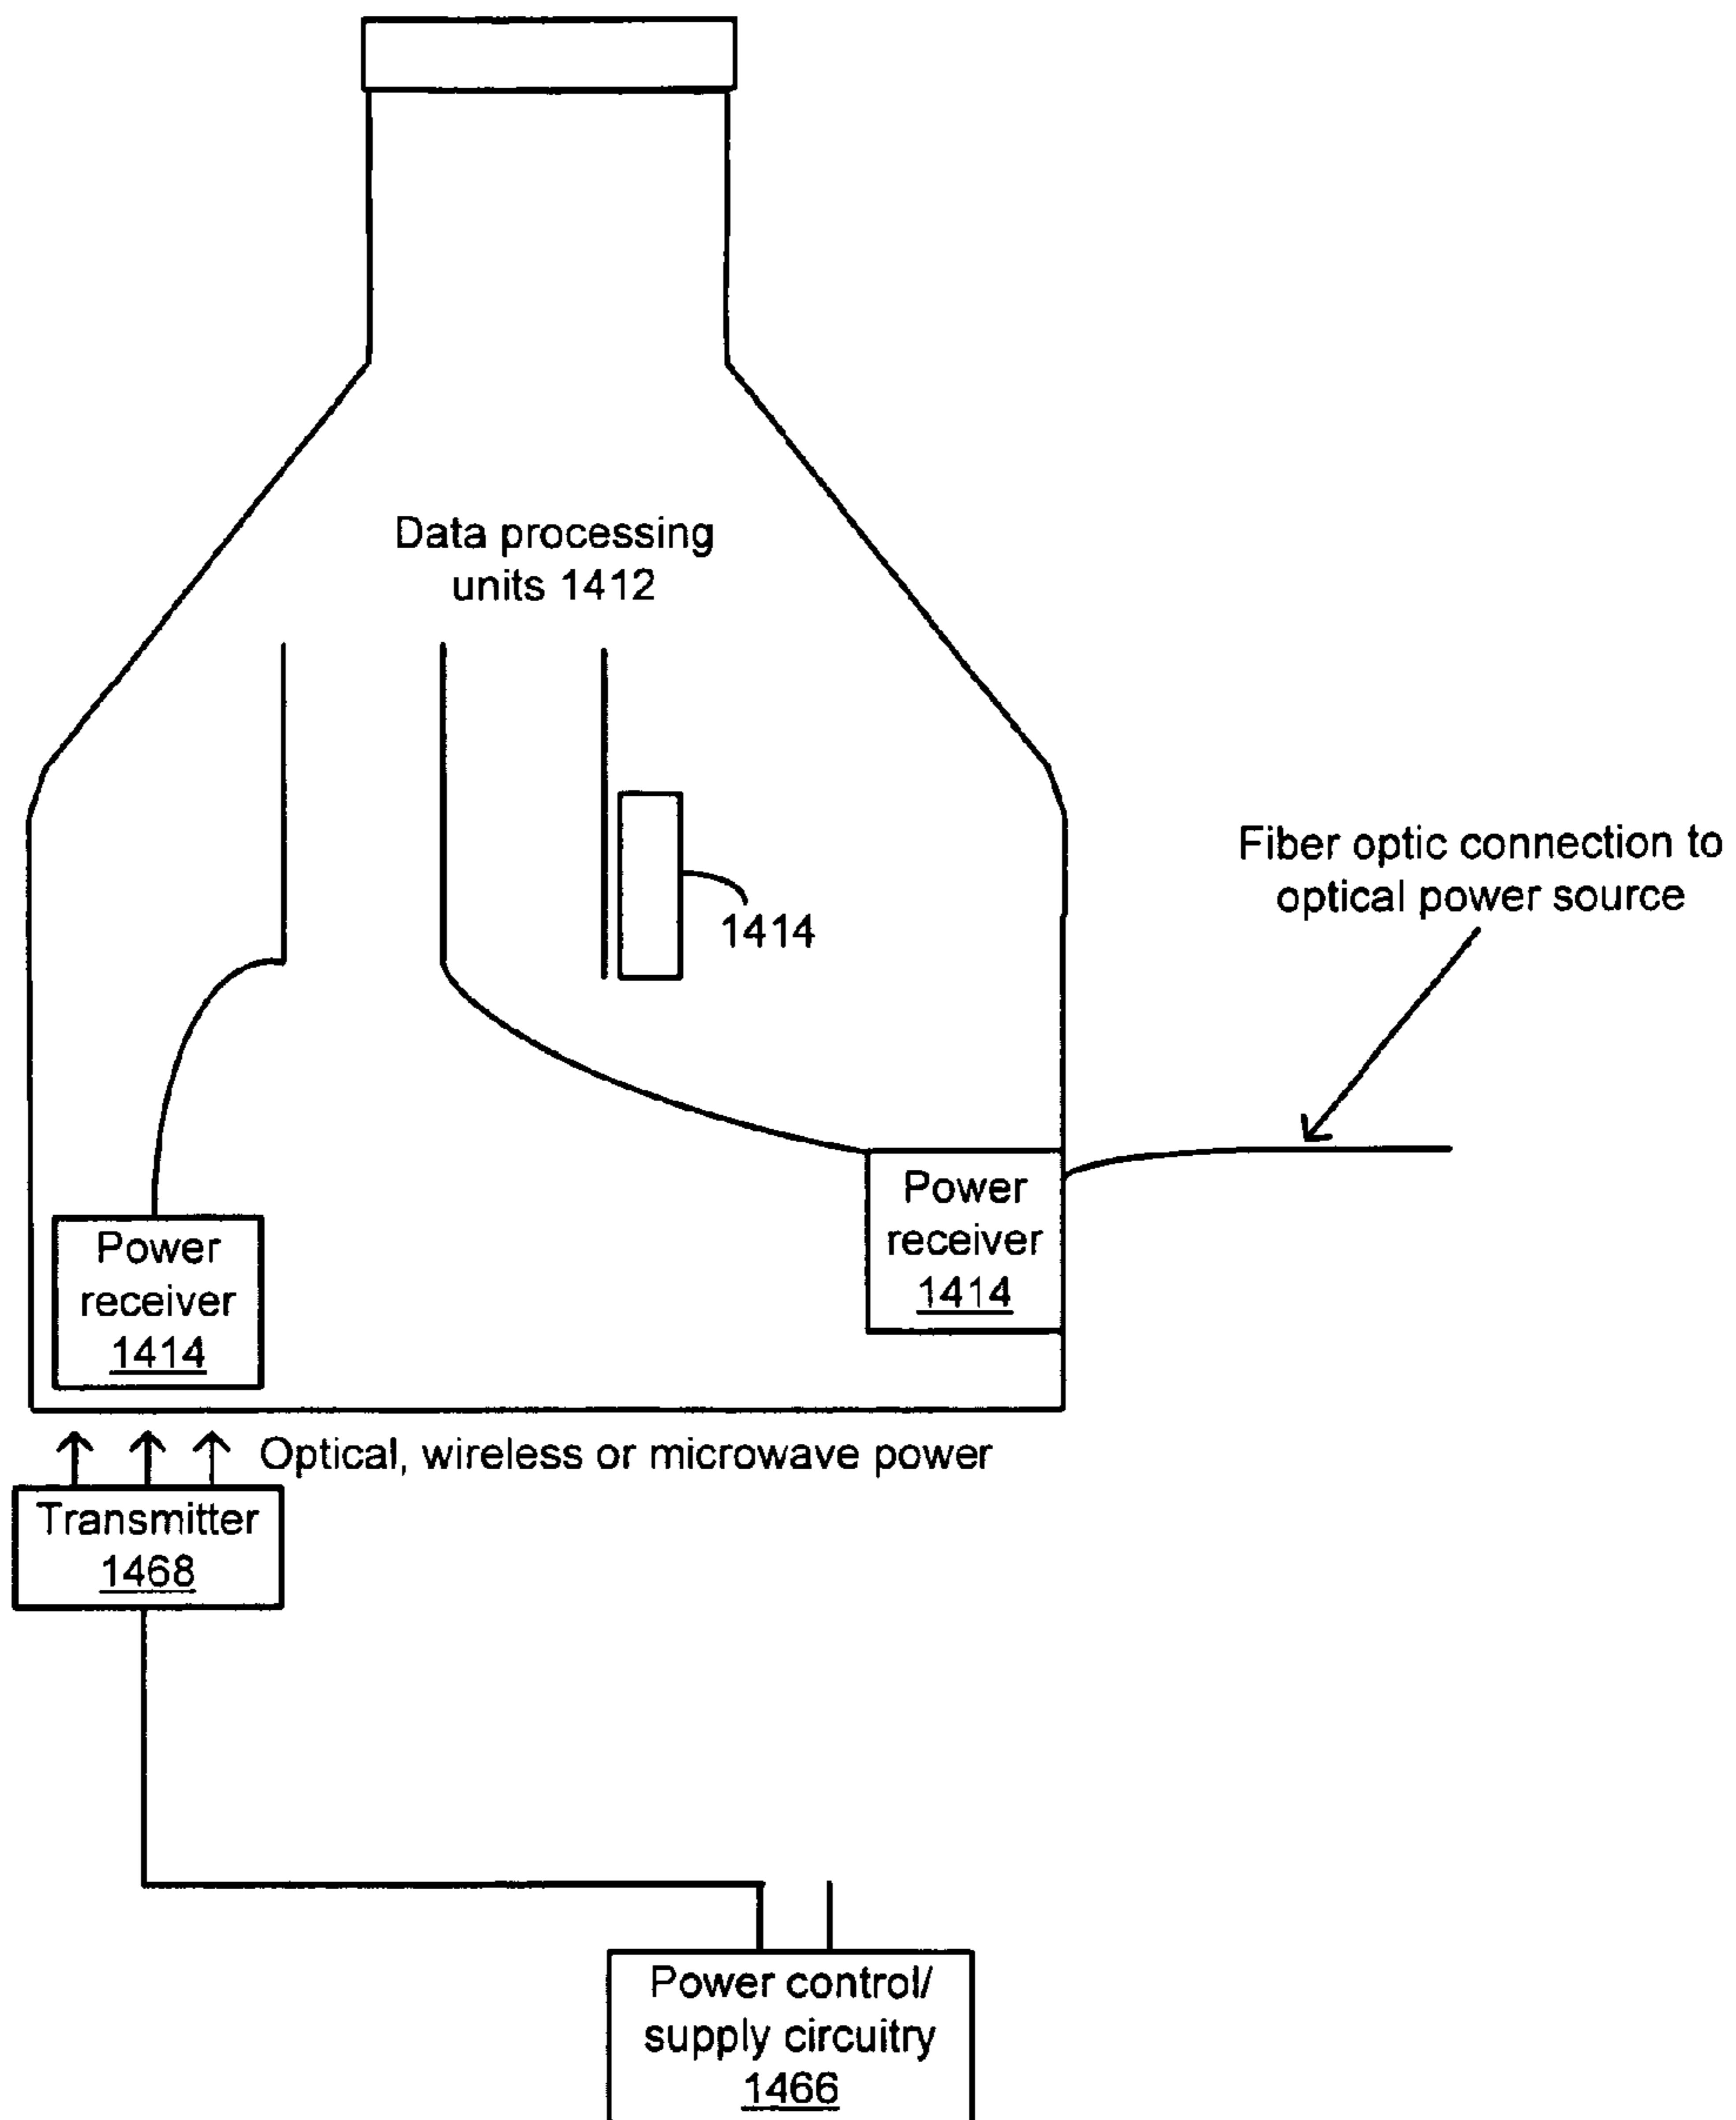 Data processing
units 1412
1414
Fiber optic connection to
optical power source
Power
receiver
1414
Power
receiver
1414
Optical, wireless or microwave power
Transmitter
1468
Power control/
supply circuitry
1466